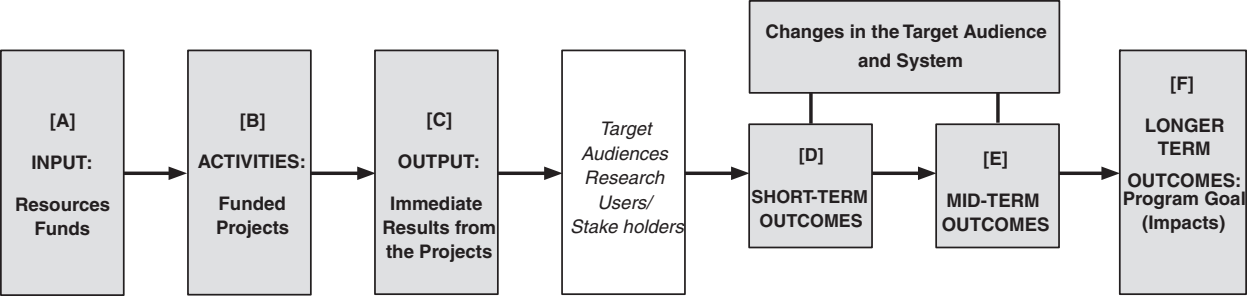 [A]
INPUT:
Resources
Funds
[B]
ACTIVITIES:
Funded
Projects
[C]
OUTPUT:
Immediate
Results from
the Projects
Target
Audiences
Research
Users/
Stake holders
Changes in the Target Audience
and System
[D]
SHORT-TERM
OUTCOMES
[E]
MID-TERM
OUTCOMES
[F]
LONGER
TERM
OUTCOMES:
Program Goal
(Impacts)